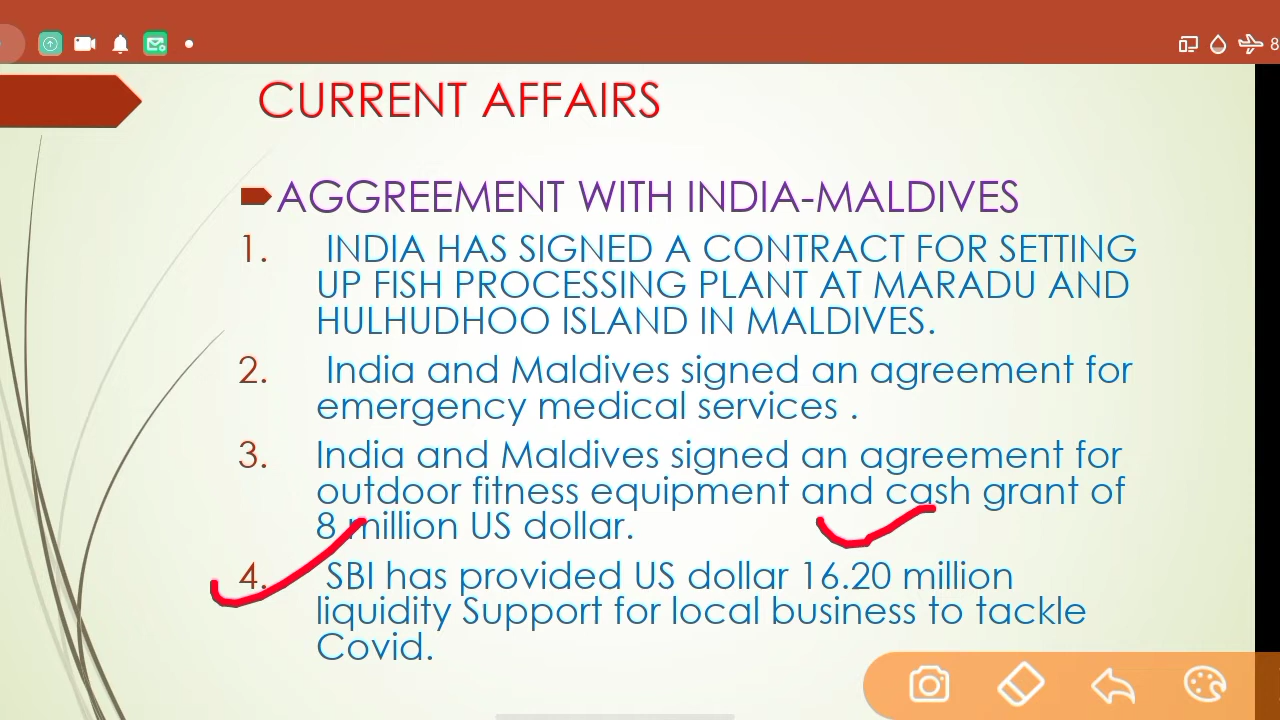 8
CURRENT AFFAIRS
AGGREEMENT WITH INDIA-MALDIVES
1. INDIA HAS SIGNED A CONTRACT FOR SETTING
UP FISH PROCESSING PLANT AT MARADU AND
HULHUDHOO ISLAND IN MALDIVES.
2. India and Maldives signed an agreement for
emergency medical services .
3. India and Maldives signed an agreement for
outdoor fitness equipment and cash grant of
8 million US dollar.
4. SBI has provided US dollar 16.20 million
liquidity Support for local business to tackle
Covid.